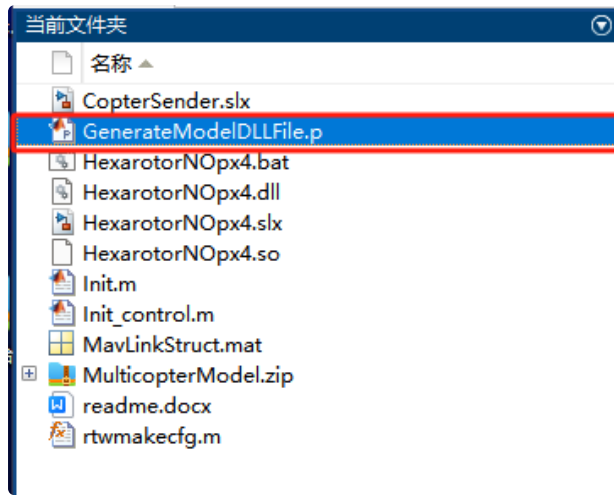 当前文件夹
名称
CopterSender.slx
GenerateModelDLLFile.p
HexarotorNOpx4.bat
HexarotorNOpx4.dll
HexarotorNOpx4.slx
HexarotorNOpx4.so
Init.m
Init_control.m
MavLinkStruct.mat
MulticopterModel.zip
readme.docx
rtwmakecfg.m